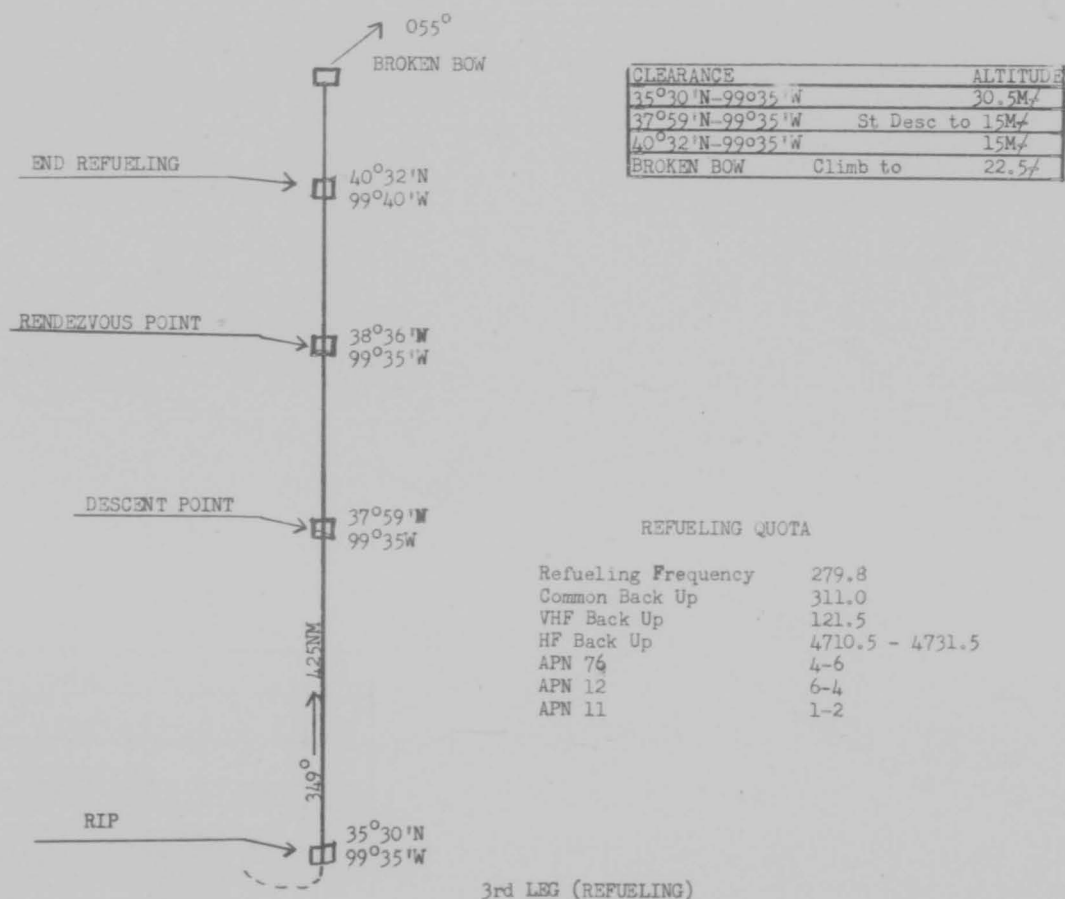 055°
BROKEN BOW
CLEARANCE ALTITUDE
35°30'N-99035'W 30.5M/
37°59'N-99°35'W St Desc to 15M/
40°32'N-99035'W 15M/
BROKEN BOW Climb to 22.5/
END REFUELING
40°32'N
99°40'W
RENDEZVOUS POINT
38°36'N
99°35'W
DESCENT POINT
37°59'N
99°35W
425NM
349°
REFUELING QUOTA
Refueling Frequency 279.8
Common Back Up 311.0
VHF Back Up 121.5
HF Back Up 4710.5 - 4731.5
APN 76 4-6
APN 12 6-4
APN 11 1-2
RIP
35°30'N
99°35'W
3rd LEG (REFUELING)